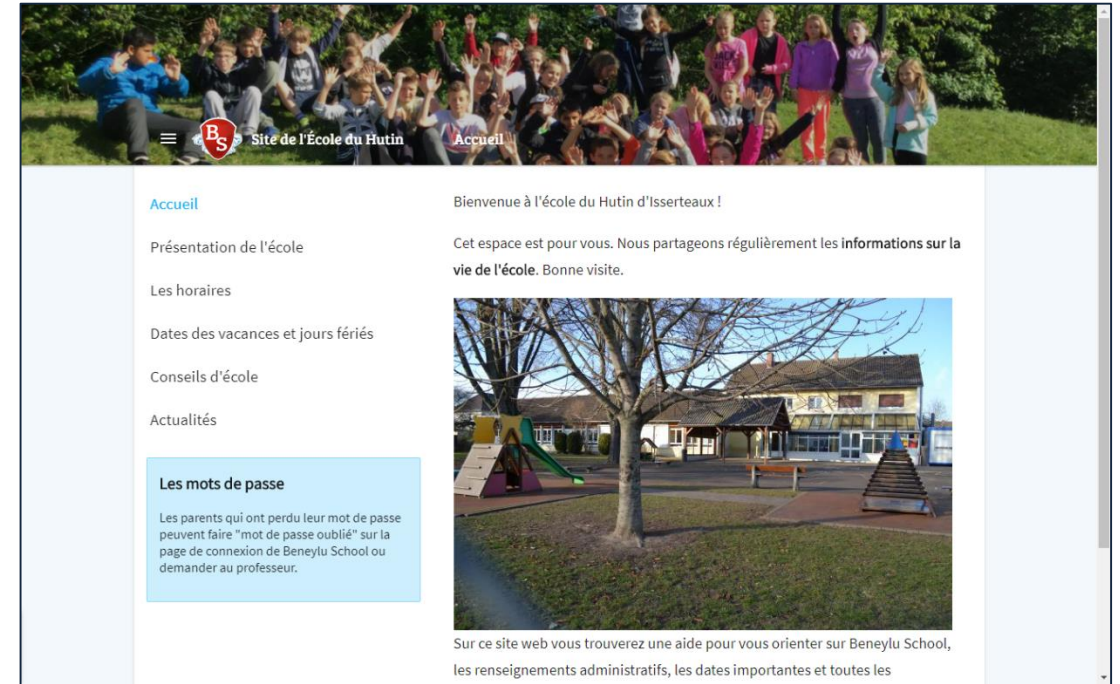 BS Site de l'École du Hutin Accueil
Accueil
Présentation de l'école
Les horaires
Dates des vacances et jours fériés
Conseils d'école
Actualités
Les mots de passe
Les parents qui ont perdu leur mot de passe
peuvent faire "mot de passe oublié" sur la
page de connexion de Beneylu School ou
demander au professeur.
Bienvenue à l'école du Hutin d'Isserteaux !
Cet espace est pour vous. Nous partageons régulièrement les informations sur la
vie de l'école. Bonne visite.
Sur ce site web vous trouverez une aide pour vous orienter sur Beneylu School,
les renseignements administratifs, les dates importantes et toutes les